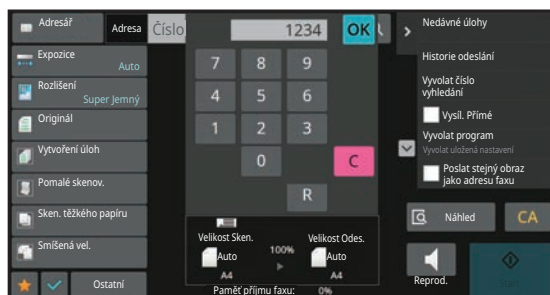 Adresář
Adresa
Číslo
1234
OK
Nedávné úlohy
Expozice
Auto
Historie odeslání
Rozlišení
Super Jemný
Vyvolat číslo
vyhledání
Originál
Vysíl. Přímé
Vytvoření úloh
Vyvolat program
Vyvolat uložená nastavení
Pomalé skenov.
Poslat stejný obraz
jako adresu faxu
Sken. těžkého papíru
Smíšená vel.
Ostatní
7 8 9
4 5 6
1 2 3
0 C
R
Velikost Sken.
100%
Velikost Odes.
Auto
Auto
A4
A4
Paměť příjmu faxu: 0%
Náhled
CA
Reprod.
Start